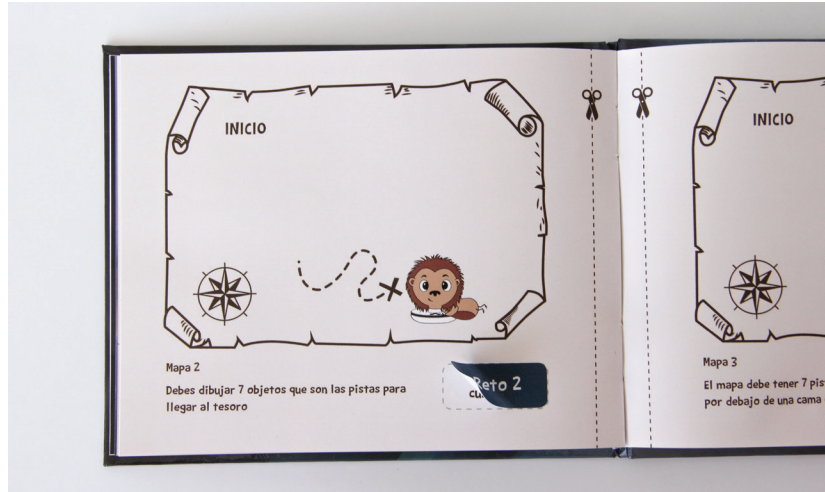 INICIO
Mapa 2
Debes dibujar 7 objetos que son las pistas para
llegar al tesoro
Reto 2
INICIO
Mapa 3
El mapa debe tener 7
por debajo de una cama